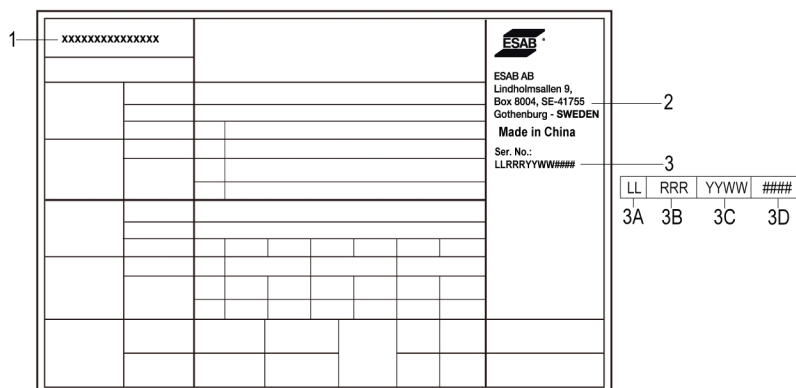 1
xxxxxxxxxxxxxxx
ESAB
ESAB AB
Lindholmsallen 9,
Box 8004, SE-41755
Gothenburg - SWEDEN
2
Made in China
Ser. No.:
LLRRRYYWW####
3
LL RRR YYWW ####
3A 3B 3C 3D